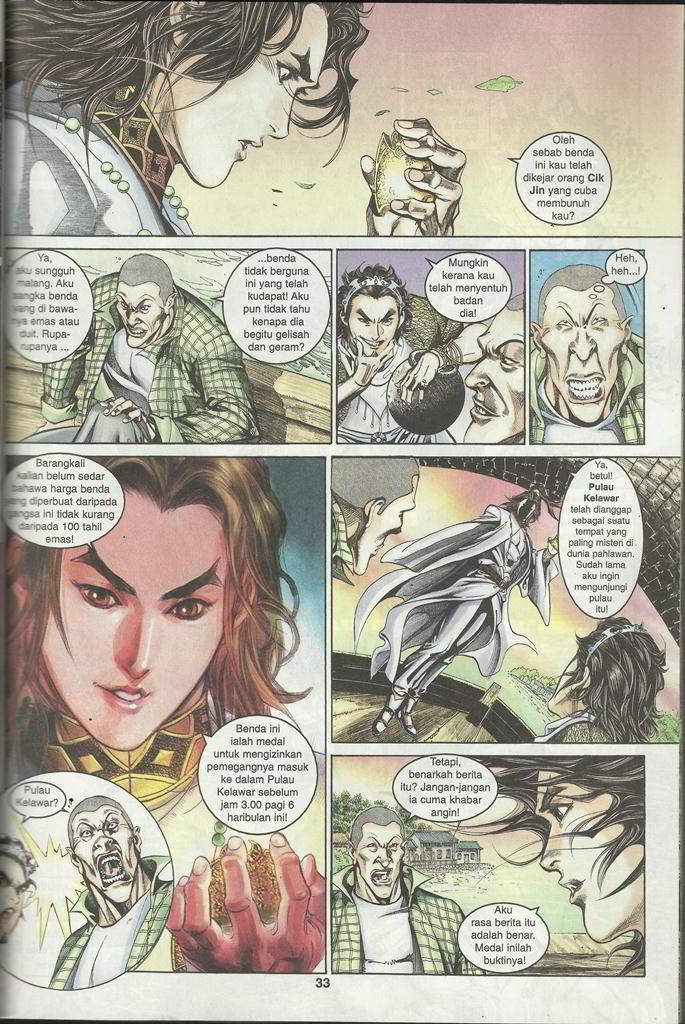 Oleh
sebab benda
ini kau telah
dikejar orang Cik
Jin yang cuba
membunuh
kau?
Ya,
aku sungguh
malang. Aku
sangka benda
yang di bawa-
nya emas atau
duit. Rupa-
rupanya ...
...benda
tidak berguna
ini yang telah
kudapat! Aku
pun tidak tahu
kenapa dia
begitu gelisah
dan geram?
Mungkin
kerana kau
telah menyentuh
badan
dia!
Heh,
heh...!
Barangkali
kalian belum sedar
bahawa harga benda
yang diperbuat daripada
ini tidak kurang
daripada 100 tahil
emas!
Benda ini
ialah medal
untuk mengizinkan
pemegangnya masuk
ke dalam Pulau
Kelawar sebelum
jam 3.00 pagi 6
haribulan ini!
Pulau
Kelawar?
Ya,
betul!
Pulau
Kelawar
telah dianggap
sebagai suatu
tempat yang
paling misteri di
dunia pahlawan.
Sudah lama
aku ingin
mengunjungi
pulau
itu!
Tetapi,
benarkah berita
itu? Jangan-jangan
ia cuma khabar
angin!
Aku
rasa berita itu
adalah benar.
Medal inilah
buktinya!
33